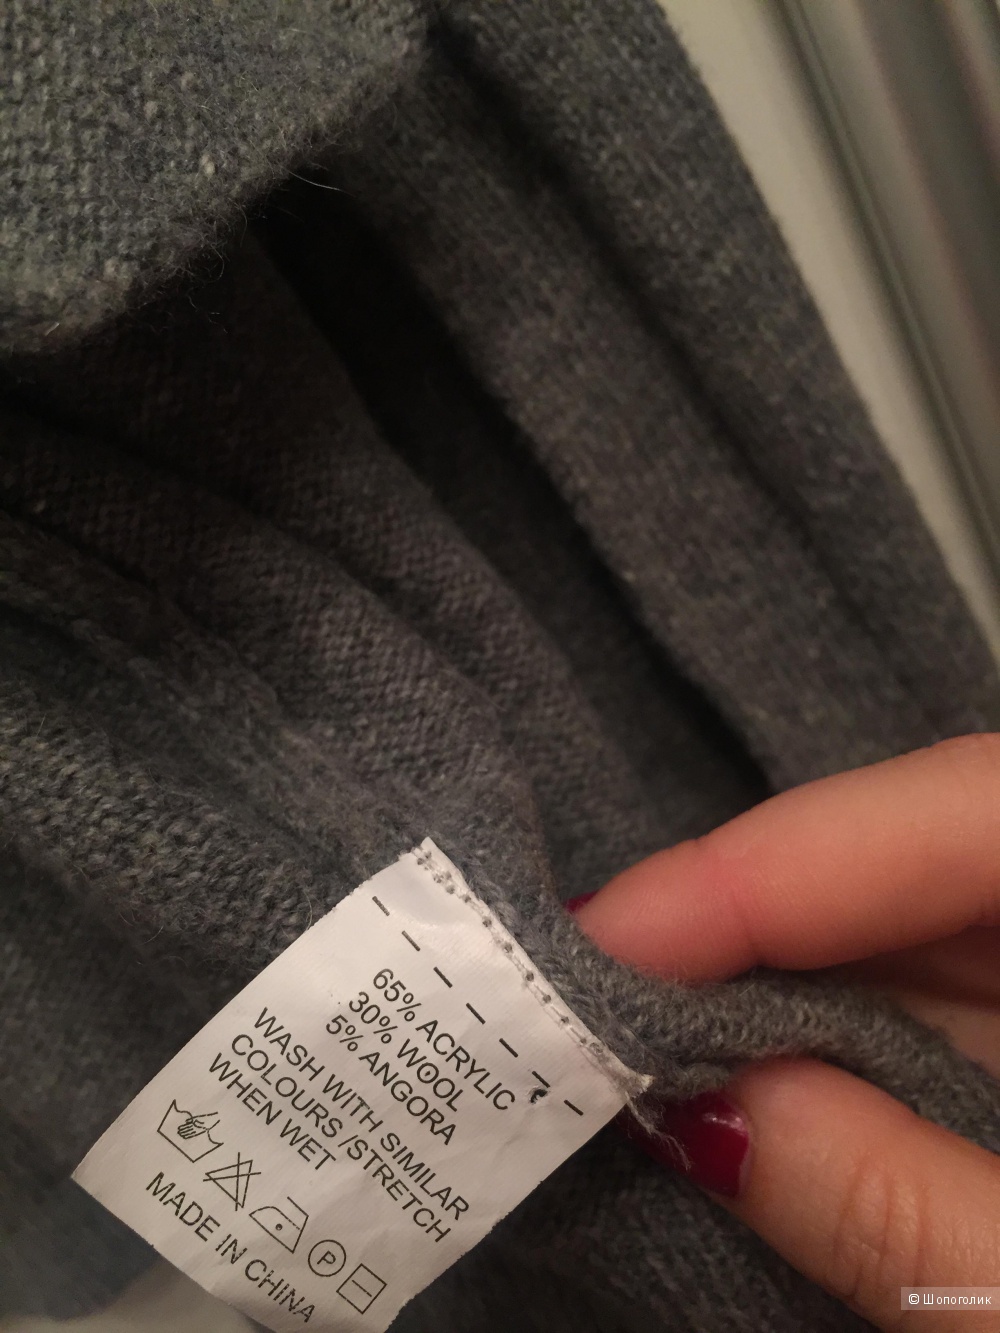 65% ACRYLIC
30% WOOL
5% ANGORA
WASH WITH SIMILAR
COLOURS /STRETCH
WHEN WET
P
MADE IN CHINA
© Шопоголик